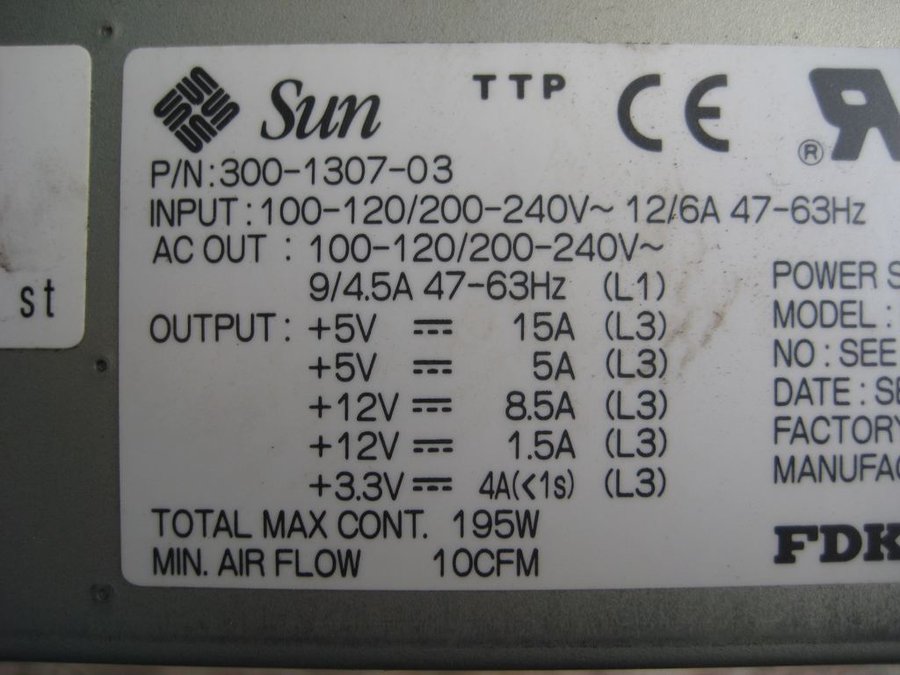 st
Sun TTP CE ®
P/N:300-1307-03
INPUT : 100-120/200-240V~ 12/6A 47-63Hz
AC OUT : 100-120/200-240V~
9/4.5A 47-63Hz (L1)
OUTPUT : +5V ⎓ 15A (L3)
+5V ⎓ 5A (L3)
+12V ⎓ 8.5A (L3)
+12V ⎓ 1.5A (L3)
+3.3V ⎓ 4A(<1s) (L3)
TOTAL MAX CONT. 195W
MIN. AIR FLOW 10CFM
POWER S
MODEL :
NO : SEE
DATE : SE
FACTORY
MANUFAC
FDK